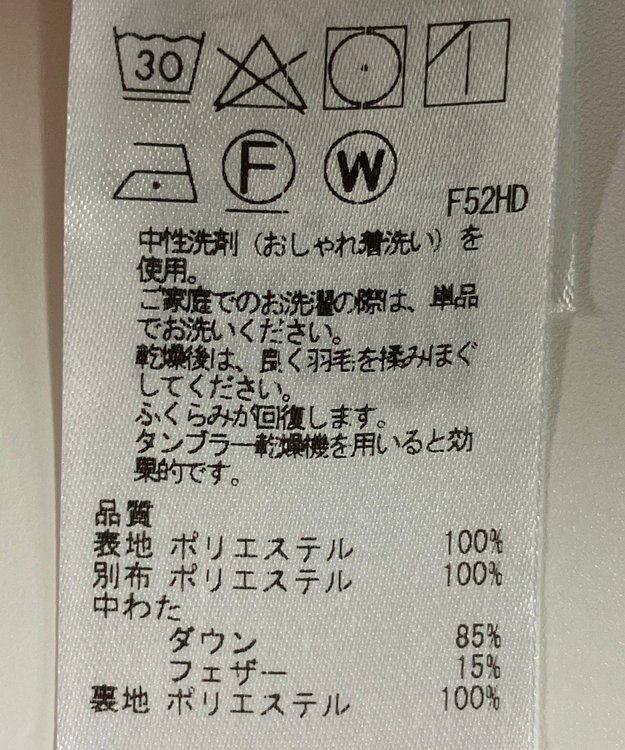 30
F W
F52HD
中性洗剤（おしゃれ着洗い）を
使用。
ご家庭でのお洗濯の際は、単品
でお洗いください。
乾燥後は、良く羽毛を揉みほぐ
してください。
ふくらみが回復します。
タンブラー乾燥機を用いると効
果的です。
品質
表地 ポリエステル 100%
別布 ポリエステル 100%
中わた
ダウン 85%
フェザー 15%
裏地 ポリエステル 100%